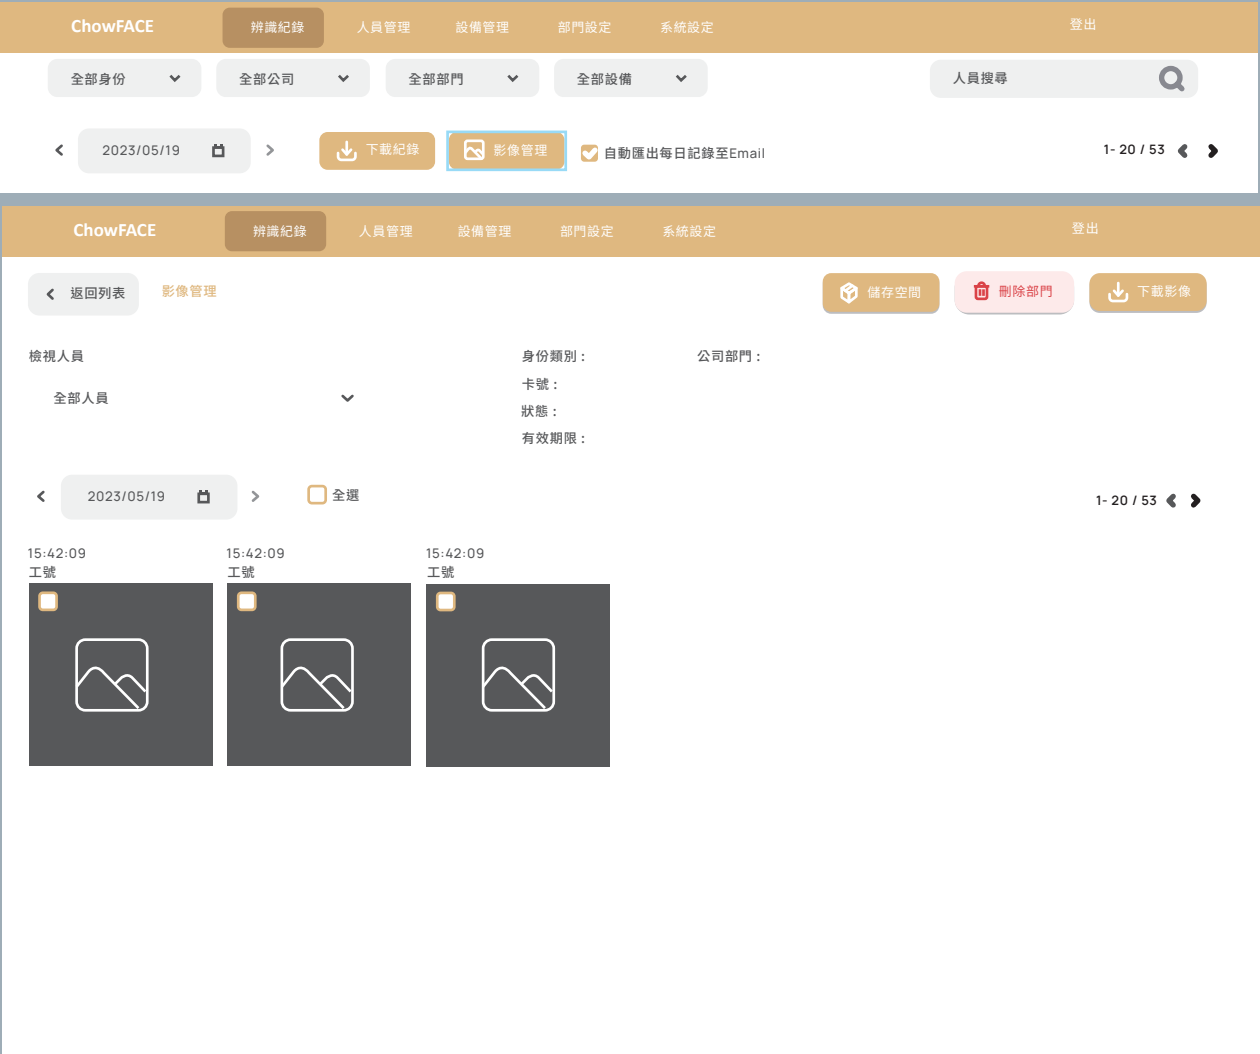 ChowFACE 辨識紀錄 人員管理 設備管理 部門設定 系統設定 登出
全部身份 全部公司 全部部門 全部設備 人員搜尋
2023/05/19 下載紀錄 影像管理 自動匯出每日記錄至Email 1- 20 / 53
ChowFACE 辨識紀錄 人員管理 設備管理 部門設定 系統設定 登出
返回列表 影像管理 儲存空間 刪除部門 下載影像
檢視人員 身份類別 : 公司部門 :
全部人員 卡號 :
狀態 :
有效期限 :
2023/05/19 全選 1- 20 / 53
15:42:09 15:42:09 15:42:09
工號 工號 工號